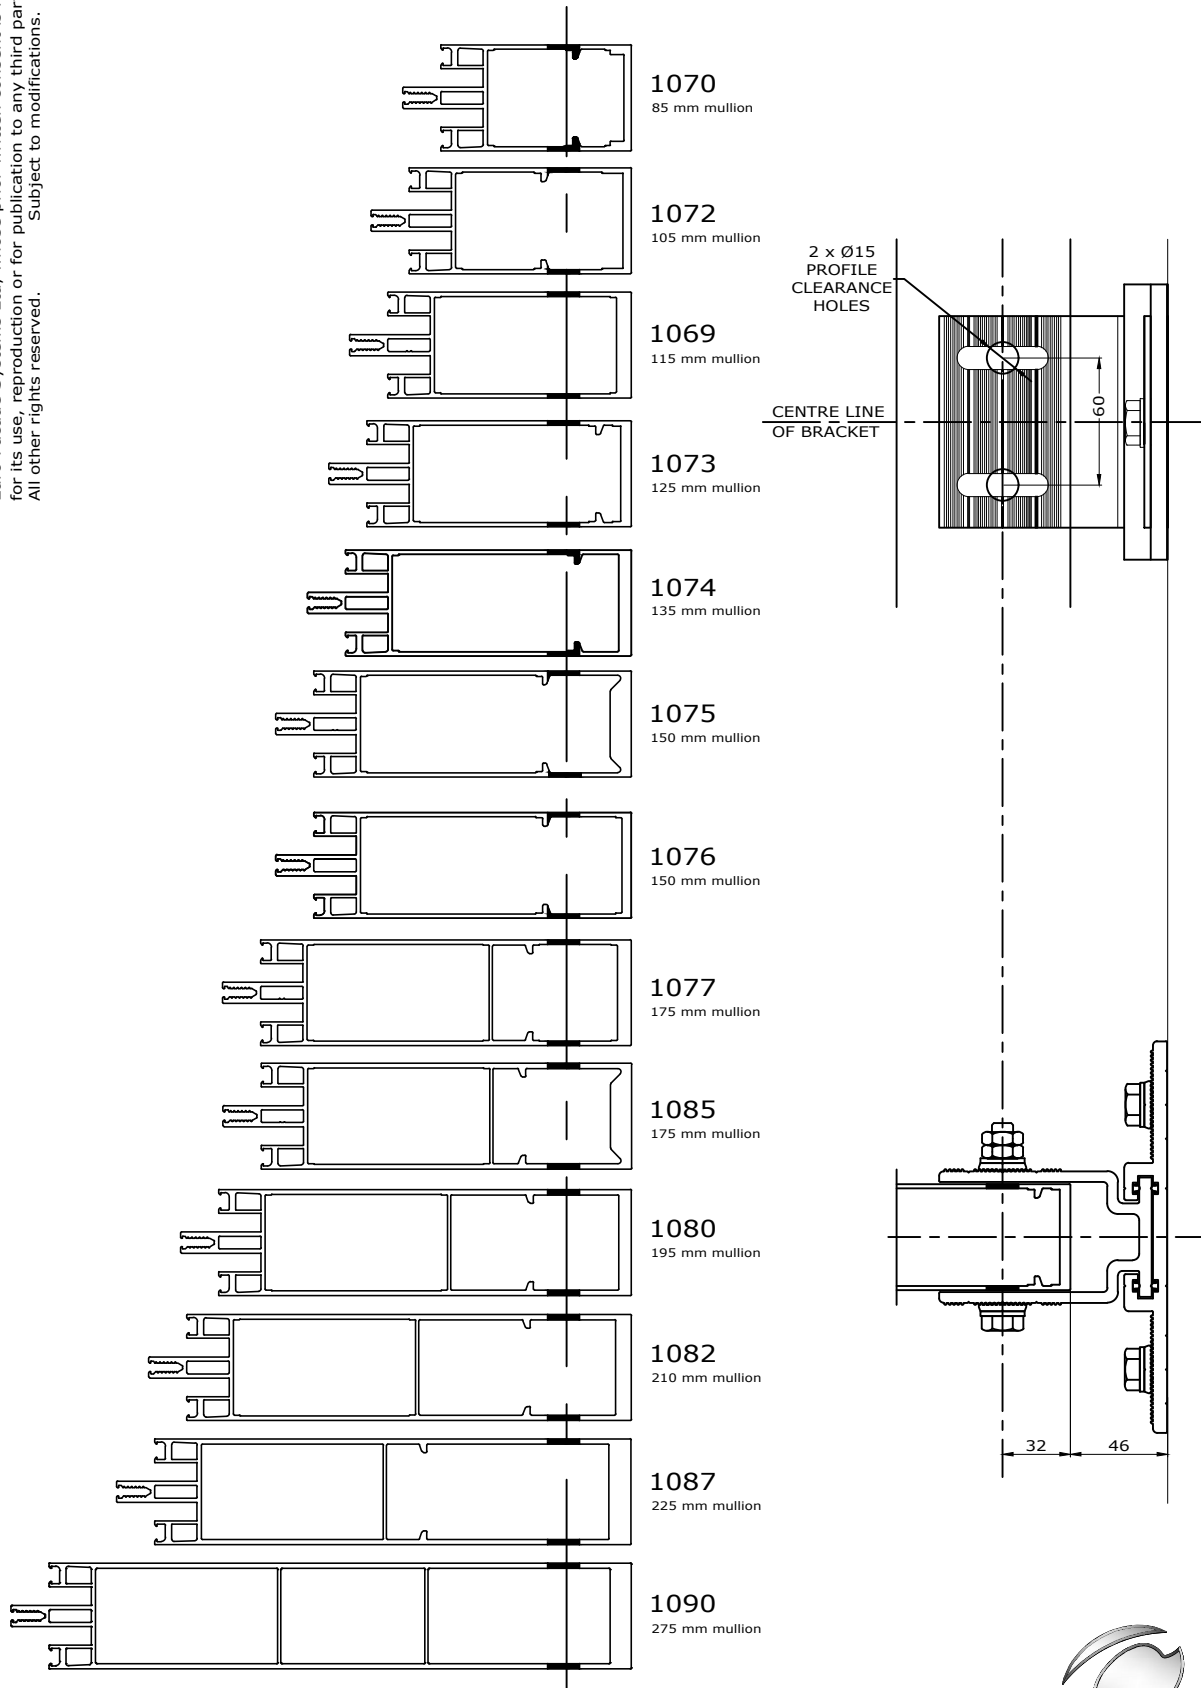 for its use, reproduction or for publication to any third par
All other rights reserved. Subject to modifications.
1070
85 mm mullion
1072
105 mm mullion
1069
115 mm mullion
1073
125 mm mullion
1074
135 mm mullion
1075
150 mm mullion
1076
150 mm mullion
1077
175 mm mullion
1085
175 mm mullion
1080
195 mm mullion
1082
210 mm mullion
1087
225 mm mullion
1090
275 mm mullion
2 x Ø15
PROFILE
CLEARANCE
HOLES
CENTRE LINE
OF BRACKET
60
32
46